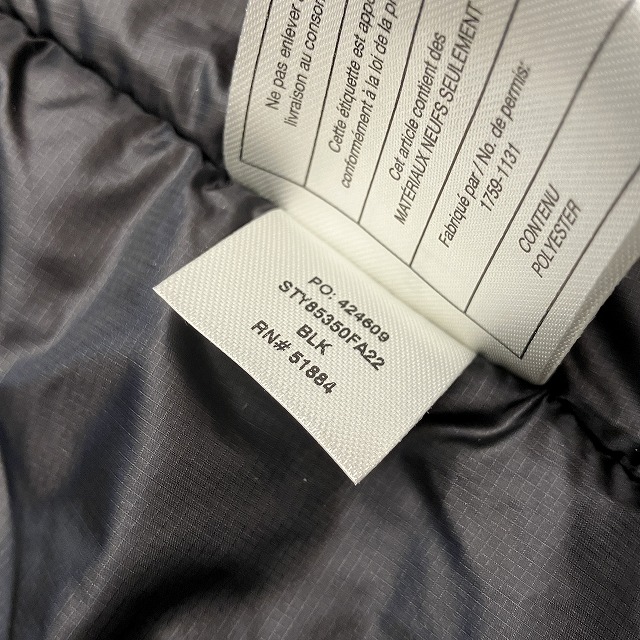 Ne pas enlever
livraison au consom
Cette étiquette est appo
conformément à la loi de la p
Cet article contient des
MATÉRIAUX NEUFS SEULEMENT
Fabriqué par / No. de permis:
1759-1131
CONTENU
POLYESTER
PO: 424609
STY85350FA22
BLK
RN# 51884